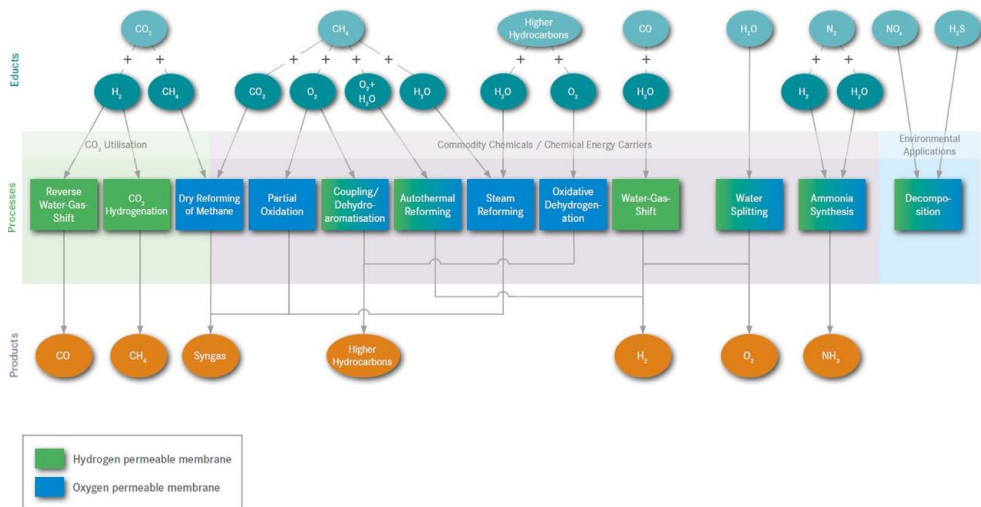 CO₂
CH₄
Higher
Hydrocarbons
CO
H₂O
N₂
NOₓ
H₂S
Educts
+ + + + + + + + + + +
H₂
CH₄
CO₂
O₂
O₂+
H₂O
H₂O
H₂O
O₂
H₂O
H₂
H₂O
CO₂ Utilisation
Commodity Chemicals / Chemical Energy Carriers
Environmental
Applications
Processes
Reverse
Water-Gas-
Shift
CO₂
Hydrogenation
Dry Reforming
of Methane
Partial
Oxidation
Coupling/
Dehydro-
aromatisation
Autothermal
Reforming
Steam
Reforming
Oxidative
Dehydrogen-
ation
Water-Gas-
Shift
Water
Splitting
Ammonia
Synthesis
Decompo-
sition
Products
CO
CH₄
Syngas
Higher
Hydrocarbons
H₂
O₂
NH₃
Hydrogen permeable membrane
Oxygen permeable membrane